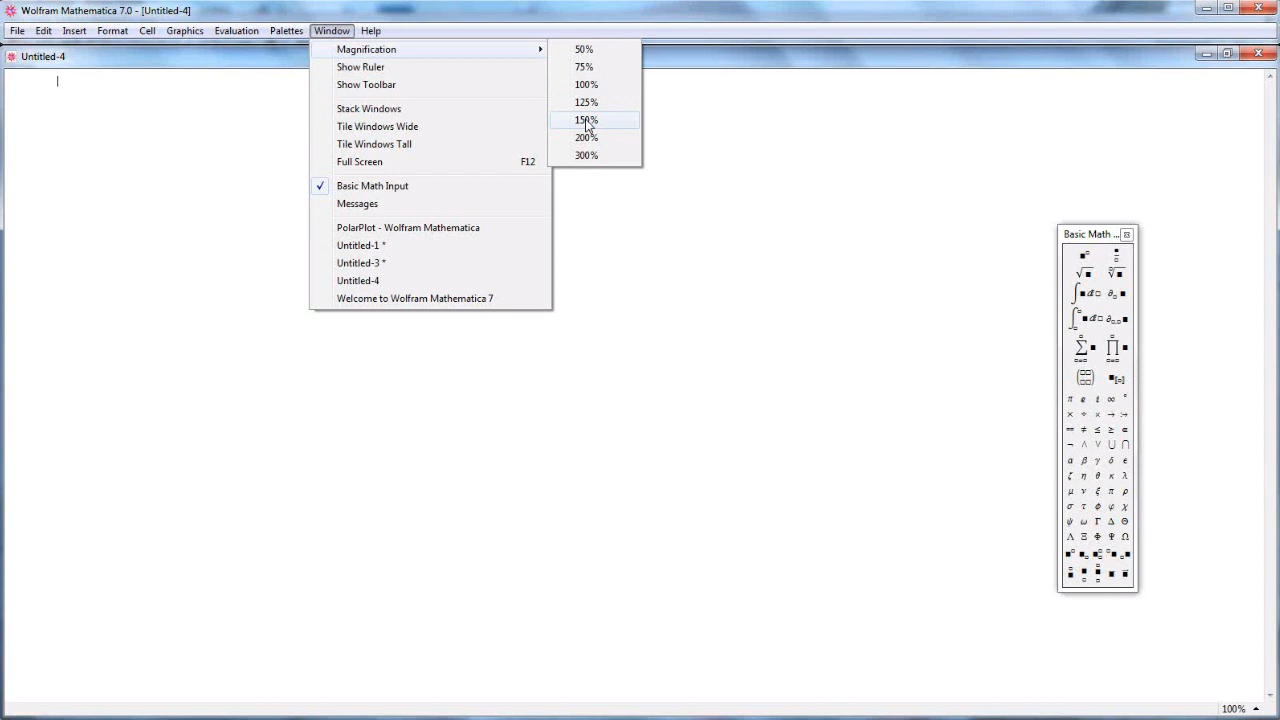 Wolfram Mathematica 7.0 - [Untitled-4]
File Edit Insert Format Cell Graphics Evaluation Palettes Window Help
Untitled-4
Magnification
Show Ruler
Show Toolbar
Stack Windows
Tile Windows Wide
Tile Windows Tall
Full Screen F12
Basic Math Input
Messages
PolarPlot - Wolfram Mathematica
Untitled-1 *
Untitled-3 *
Untitled-4
Welcome to Wolfram Mathematica 7
50%
75%
100%
125%
150%
200%
300%
Basic Math ...
π ⅇ ⅈ ∞ °
× ÷ × → :→
== ≠ ≤ ≥ ∈
¬ ∧ ∨ ∪ ∩
α β γ δ ϵ
ζ η θ κ λ
μ ν ξ π ρ
σ τ ϕ φ χ
ψ ω Γ Δ Θ
Λ Ξ Φ Ψ Ω
100%